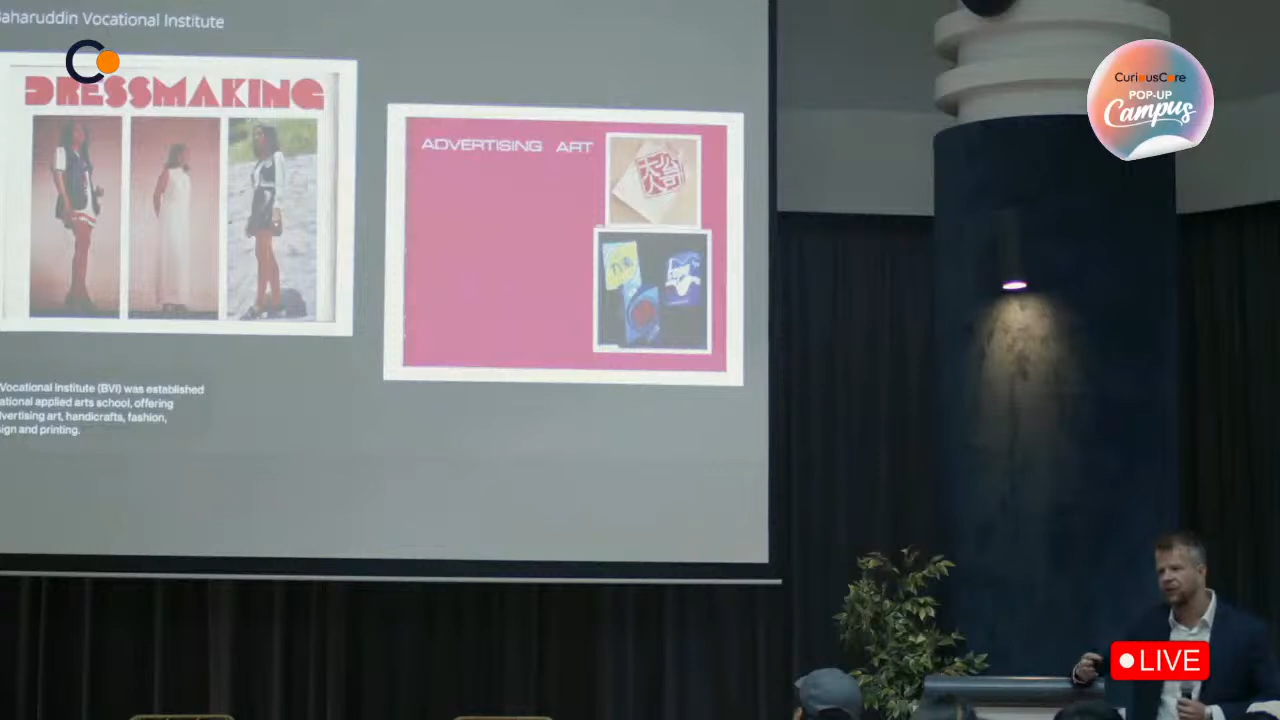 Baharuddin Vocational Institute
DRESSMAKING
ADVERTISING ART
Vocational Institute (BVI) was established
ational applied arts school, offering
vertising art, handicrafts, fashion,
ign and printing.
CuriousCore
POP-UP
Campus
LIVE